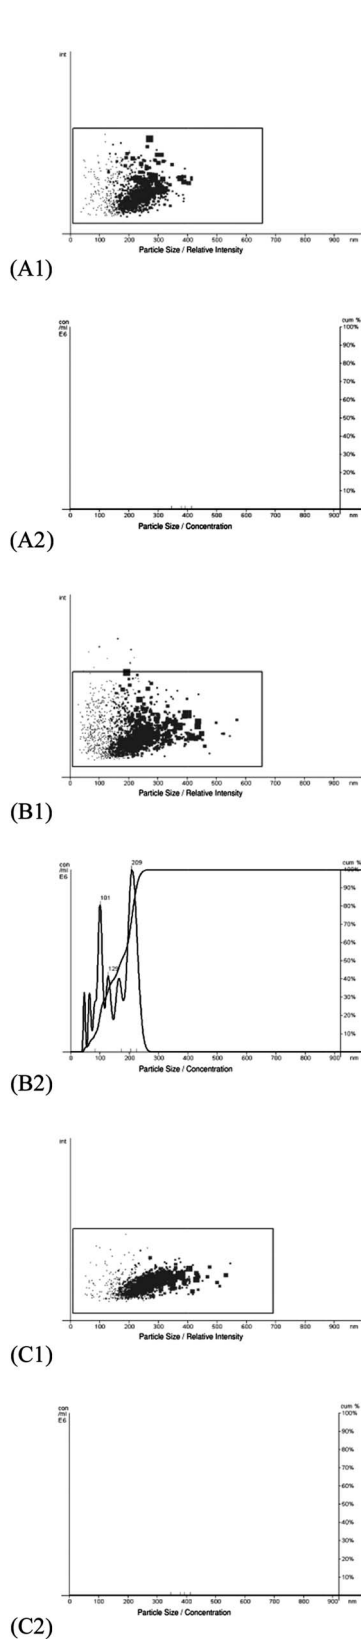 int
0 100 200 300 400 500 600 700 800 900 nm
Particle Size / Relative Intensity
(A1)
con
/ml
E6
cum %
100%
90%
80%
70%
60%
50%
40%
30%
20%
10%
0 100 200 300 400 500 600 700 800 900 nm
Particle Size / Concentration
(A2)
int
0 100 200 300 400 500 600 700 800 900 nm
Particle Size / Relative Intensity
(B1)
con
/ml
E6
cum %
100%
90%
80%
70%
60%
50%
40%
30%
20%
10%
209
101
129
0 100 200 300 400 500 600 700 800 900 nm
Particle Size / Concentration
(B2)
int
0 100 200 300 400 500 600 700 800 900 nm
Particle Size / Relative Intensity
(C1)
con
/ml
E6
cum %
100%
90%
80%
70%
60%
50%
40%
30%
20%
10%
0 100 200 300 400 500 600 700 800 900 nm
Particle Size / Concentration
(C2)